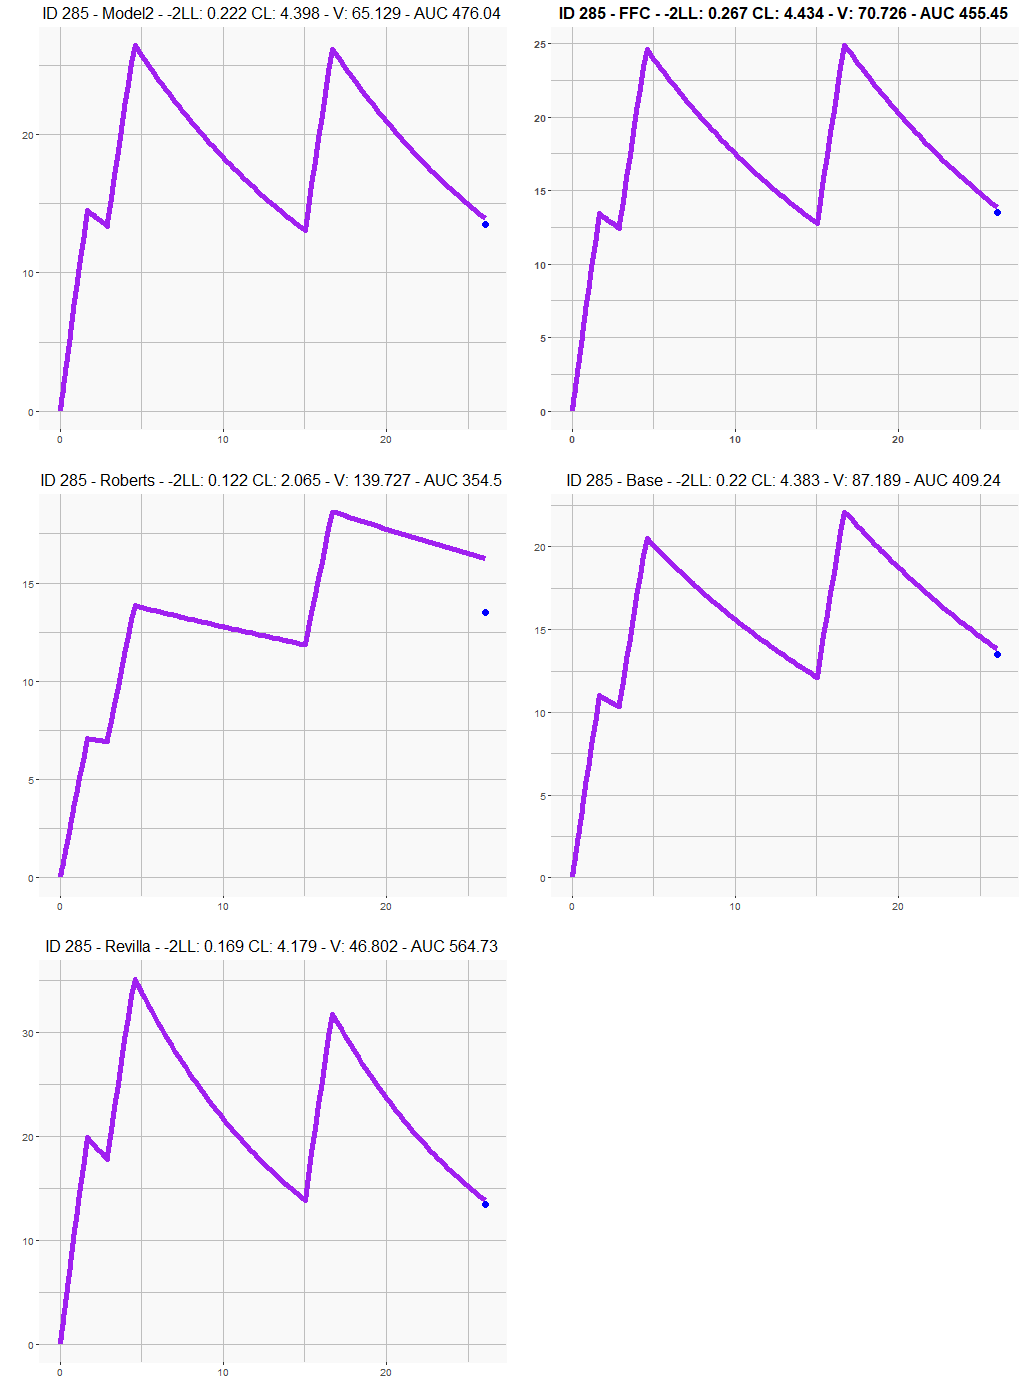 ID 285 - Model2 - -2LL: 0.222 CL: 4.398 - V: 65.129 - AUC 476.04
20
10
0
0 10 20
ID 285 - FFC - -2LL: 0.267 CL: 4.434 - V: 70.726 - AUC 455.45
25
20
15
10
5
0
0 10 20
ID 285 - Roberts - -2LL: 0.122 CL: 2.065 - V: 139.727 - AUC 354.5
15
10
5
0
0 10 20
ID 285 - Base - -2LL: 0.22 CL: 4.383 - V: 87.189 - AUC 409.24
20
15
10
5
0
0 10 20
ID 285 - Revilla - -2LL: 0.169 CL: 4.179 - V: 46.802 - AUC 564.73
30
20
10
0
0 10 20